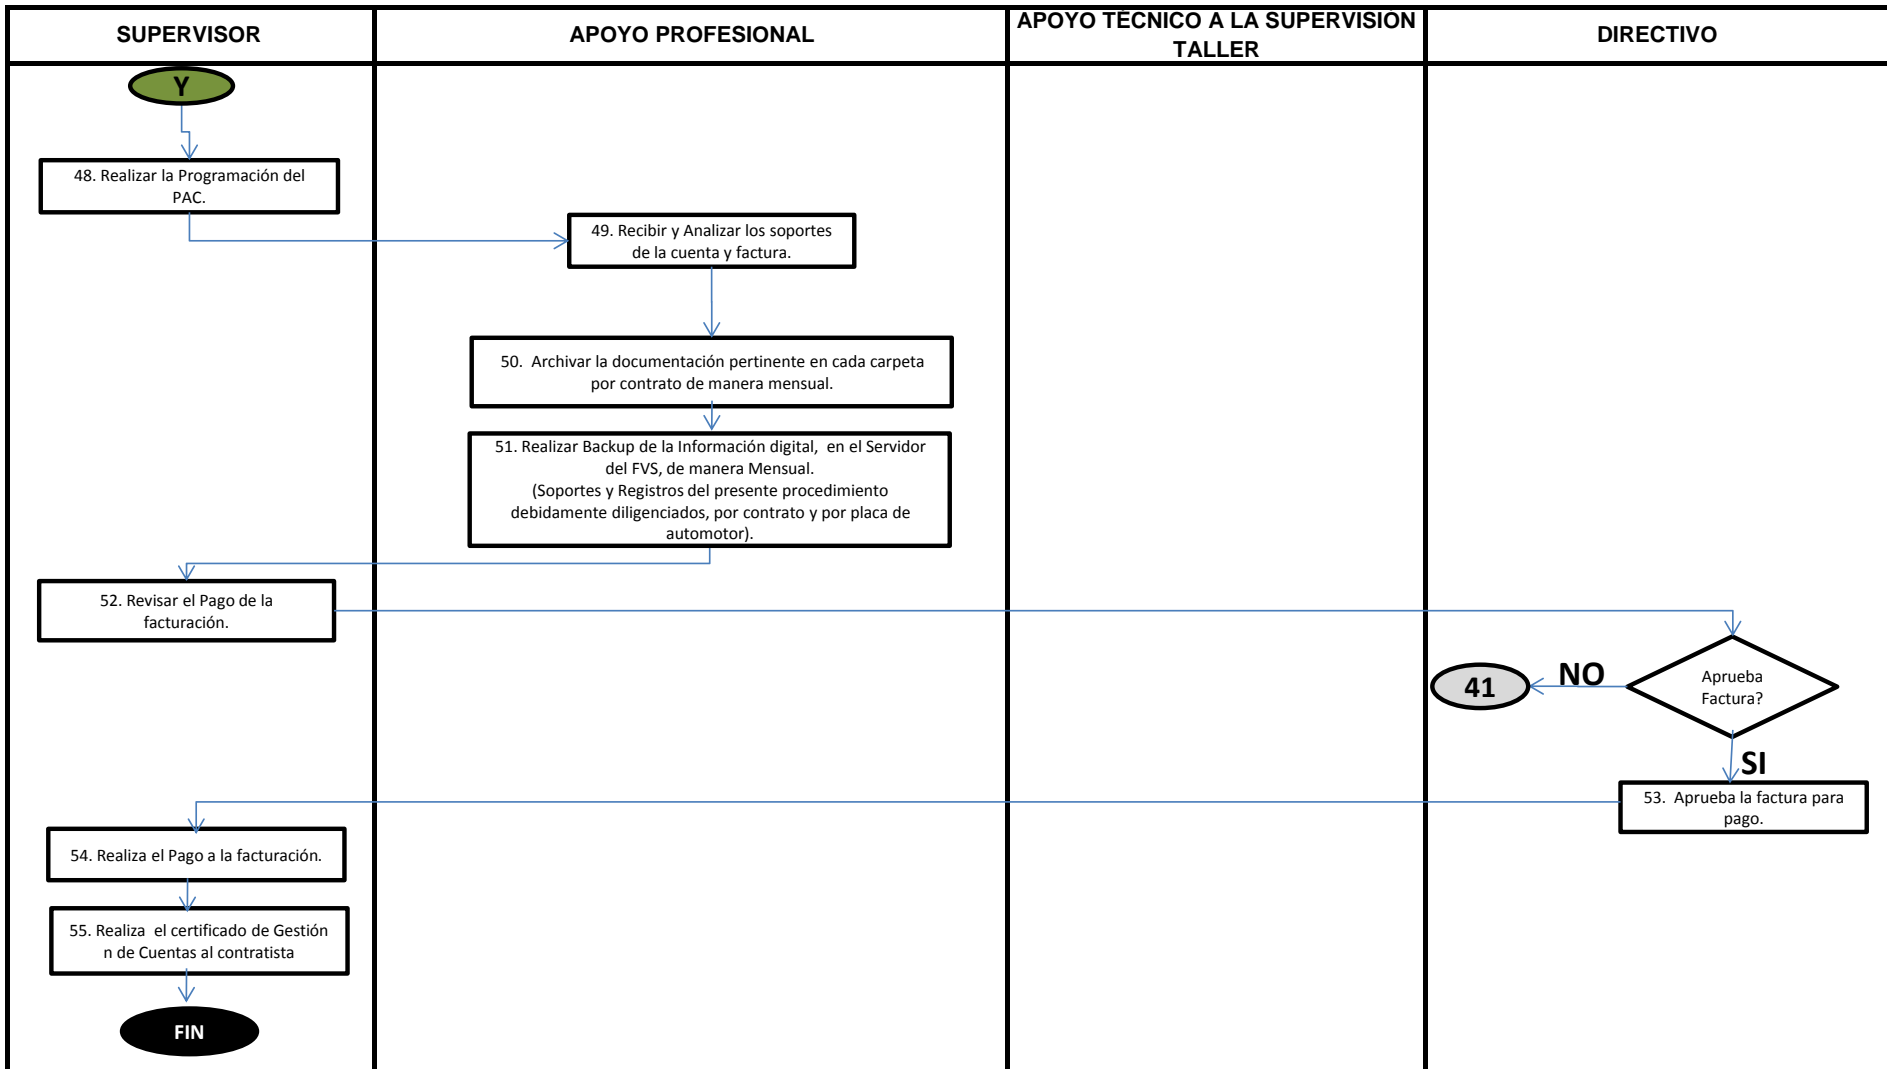 SUPERVISOR
APOYO PROFESIONAL
APOYO TÉCNICO A LA SUPERVISIÓN
TALLER
DIRECTIVO
Y
48. Realizar la Programación del
PAC.
49. Recibir y Analizar los soportes
de la cuenta y factura.
50. Archivar la documentación pertinente en cada carpeta
por contrato de manera mensual.
51. Realizar Backup de la Información digital, en el Servidor
del FVS, de manera Mensual.
(Soportes y Registros del presente procedimiento
debidamente diligenciados, por contrato y por placa de
automotor).
52. Revisar el Pago de la
facturación.
Aprueba
Factura?
NO
41
SI
53. Aprueba la factura para
pago.
54. Realiza el Pago a la facturación.
55. Realiza el certificado de Gestión
n de Cuentas al contratista
FIN